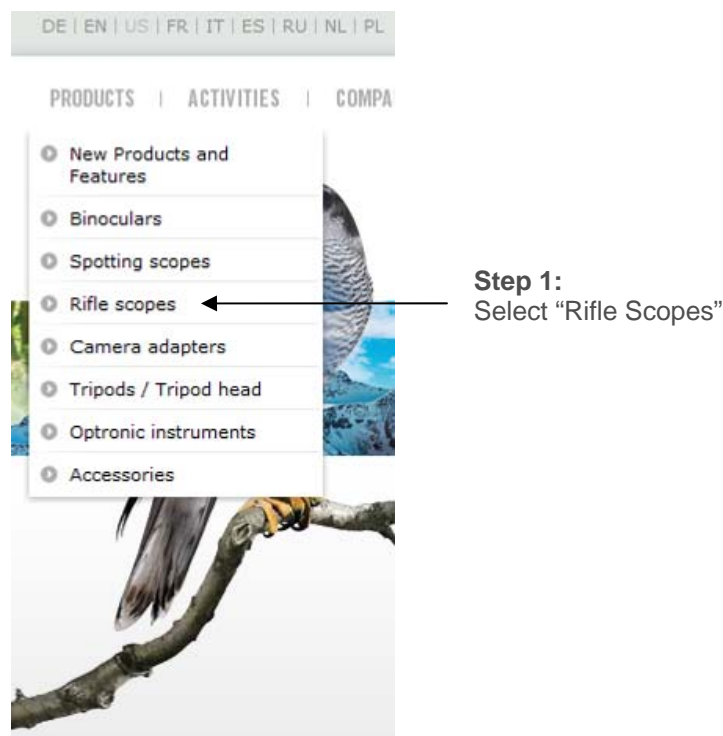 DE | EN | US | FR | IT | ES | RU | NL | PL
PRODUCTS | ACTIVITIES | COMPA
New Products and
Features
Binoculars
Spotting scopes
Rifle scopes
Camera adapters
Tripods / Tripod head
Optronic instruments
Accessories
Step 1:
Select “Rifle Scopes”